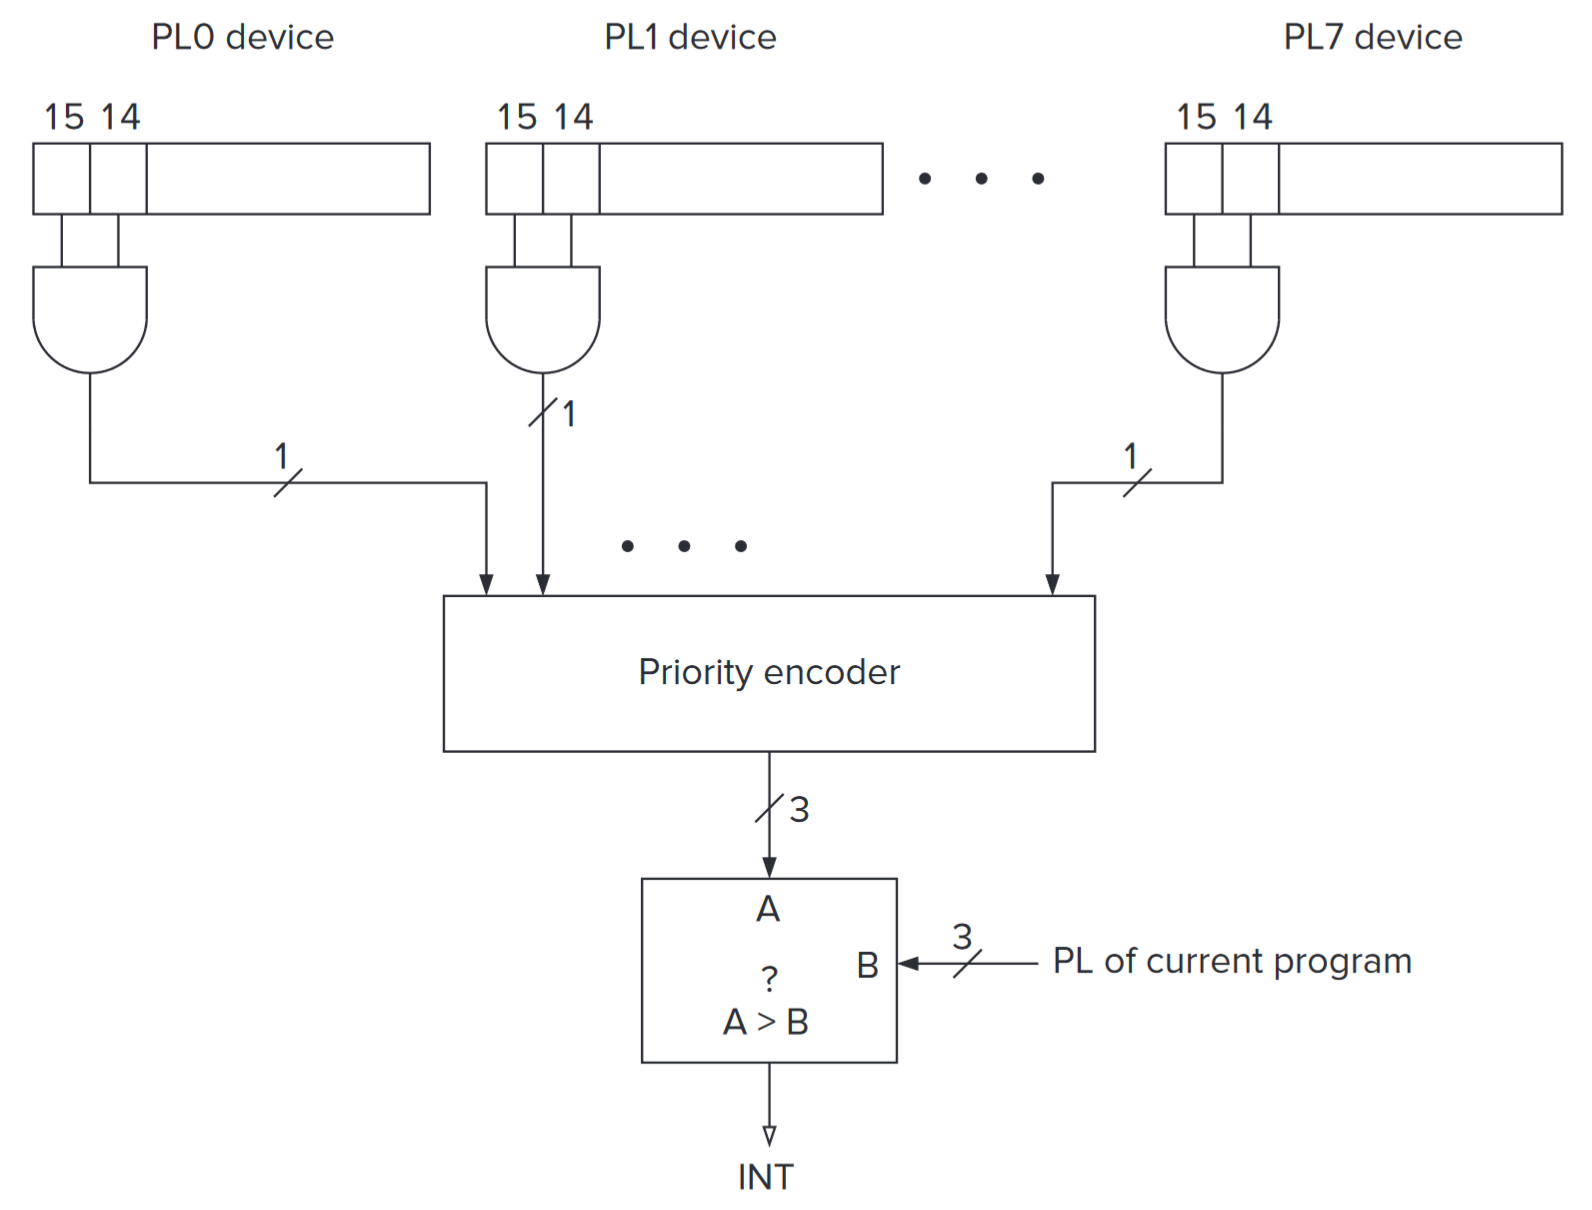 PL0 device PL1 device PL7 device
15 14 15 14 15 14
1
1 1
Priority encoder
3
A
3
B PL of current program
?
A > B
INT